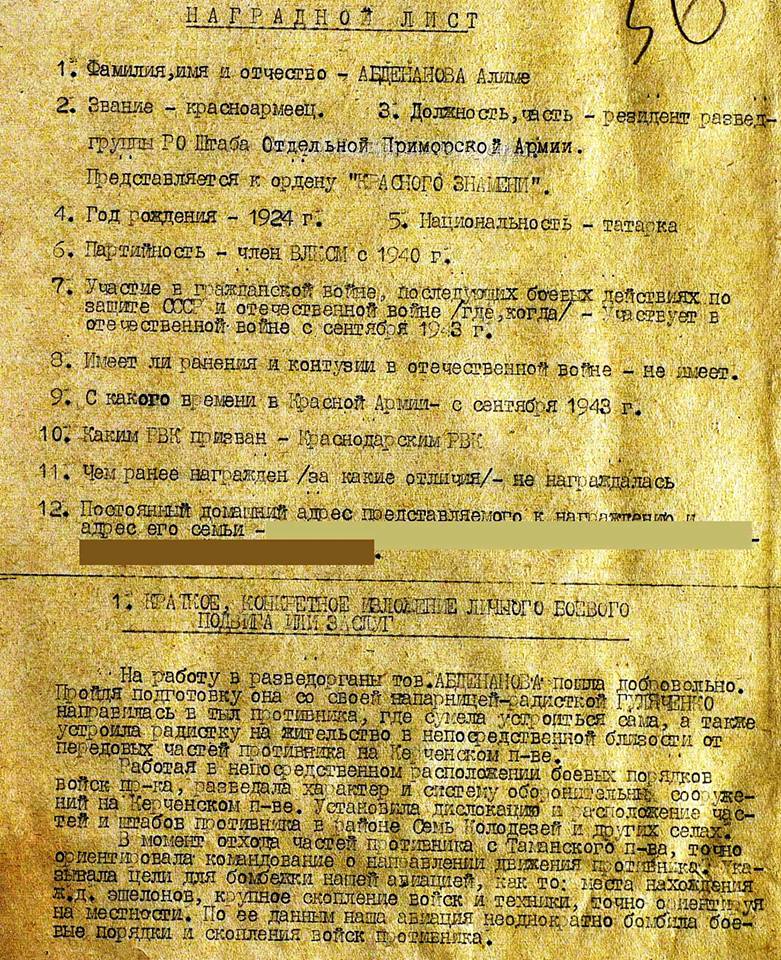 НАГРАДНОЙ ЛИСТ
1. Фамилия,имя и отчество - АБДЕНАНОВА Алиме
2. Звание - красноармеец. 3. Должность,часть - резидент развед-
группы РО Штаба Отдельной Приморской Армии.
Представляется к ордену "КРАСНОГО ЗНАМЕНИ".
4. Год рождения - 1924 г. 5. Национальность - татарка
6. Партийность - член ВЛКСМ с 1940 г.
7. Участие в гражданской войне, последующих боевых действиях по
защите СССР и отечественной войне /где,когда/ - Участвует в
отечественной войне с сентября 1943 г.
8. Имеет ли ранения и контузии в отечественной войне - не имеет.
9. С какого времени в Красной Армии- с сентября 1943 г.
10. Каким РВК призван - Краснодарским РВК
11. Чем ранее награжден /за какие отличия/- не награждалась
12. Постоянный домашний адрес представляемого к награждению и
адрес его семьи -
1. КРАТКОЕ, КОНКРЕТНОЕ ИЗЛОЖЕНИЕ ЛИЧНОГО БОЕВОГО
ПОДВИГА ИЛИ ЗАСЛУГ
На работу в разведорганы тов.АБДЕНАНОВА пошла добровольно.
Пройдя подготовку она со своей напарницей-радисткой ГУЛЯЧЕНКО
направилась в тыл противника, где сумела устроиться сама, а также
устроила радистку на жительство в непосредственной близости от
передовых частей противника на Керченском п-ве.
Работая в непосредственном расположении боевых порядков
войск пр-ка, разведала характер и систему оборонительных сооруже-
ний на Керченском п-ве. Установила дислокацию и расположение час-
тей и штабов противника в районе Семь Колодезей и других селах.
В момент отхода частей противника с Таманского п-ва, точно
ориентировала командование о направлении движения противника. Ука-
зывала цели для бомбежки нашей авиацией, как то: места нахождения
ж.д. эшелонов, крупное скопление войск и техники, точно ориентируя
на местности. По ее данным наша авиация неоднократно бомбила бое-
вые порядки и скопления войск противника.